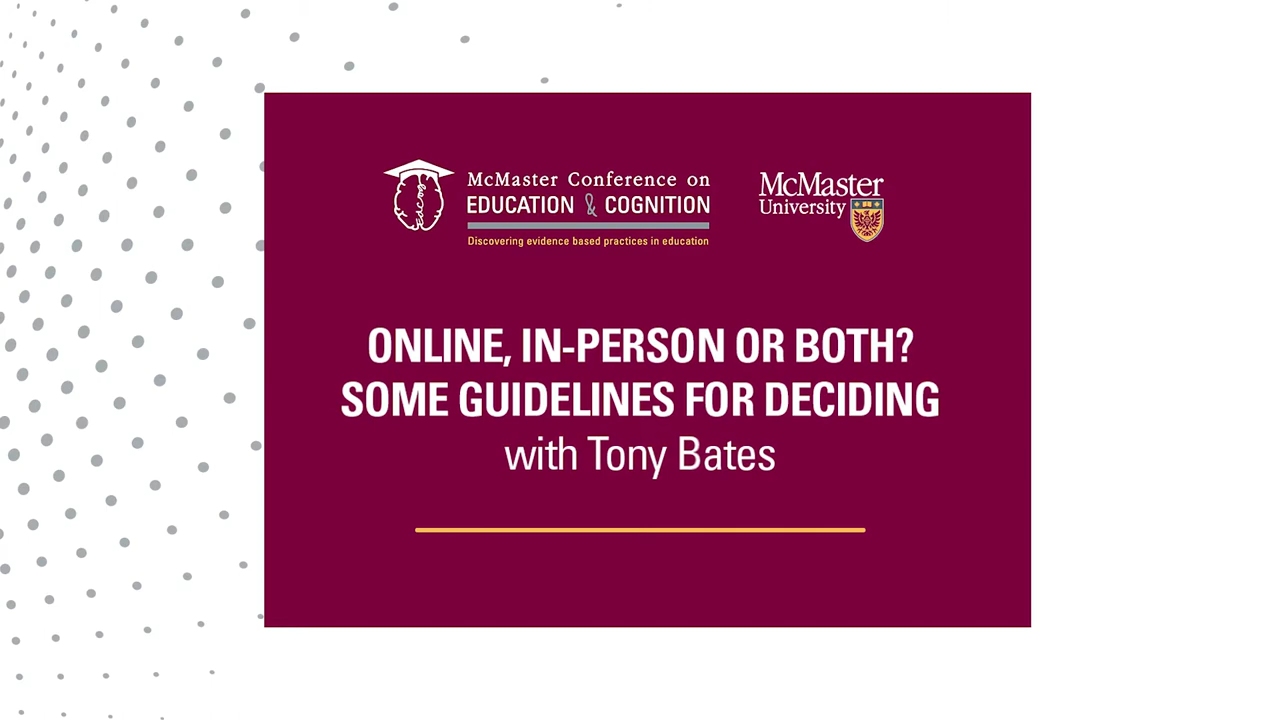 McMaster Conference on
EDUCATION & COGNITION
Discovering evidence based practices in education
edcog
McMaster
University
ONLINE, IN-PERSON OR BOTH?
SOME GUIDELINES FOR DECIDING
with Tony Bates